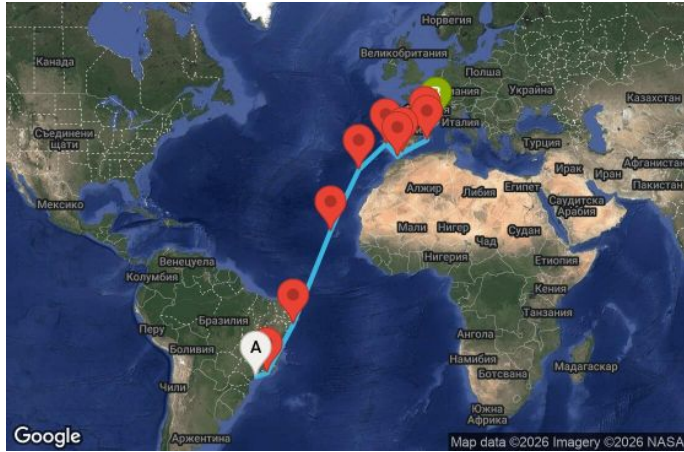 Норвегия
Канада
Великобритания
Полша
Украйна
Казахстан
Италия
Съединени
щати
Турция
Афганистан
Ирак
Иран
Пакистан
Алжир
Либия
Египет
Саудитска
Арабия
Мексико
Мали
Нигер
Чад
Судан
Венецуела
Нигерия
Етиопия
Колумбия
Кения
Танзания
Бразилия
Перу
Ангола
Боливия
A
Намибия
Мадагаскар
Ботсвана
Чили
Южна
Африка
Аржентина
Google
Map data ©2026 Imagery ©2026 NASA